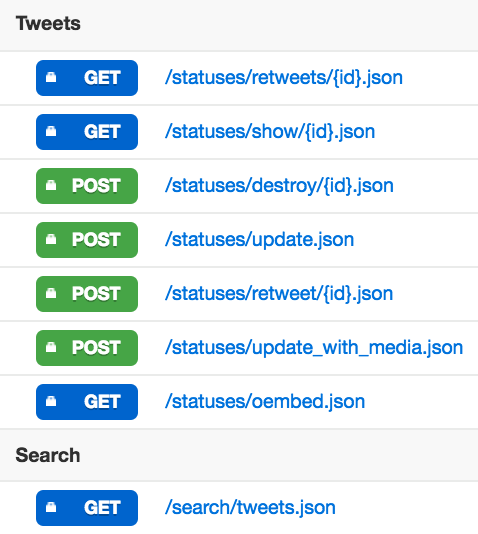 Tweets
GET /statuses/retweets/{id}.json
GET /statuses/show/{id}.json
POST /statuses/destroy/{id}.json
POST /statuses/update.json
POST /statuses/retweet/{id}.json
POST /statuses/update_with_media.json
GET /statuses/oembed.json
Search
GET /search/tweets.json